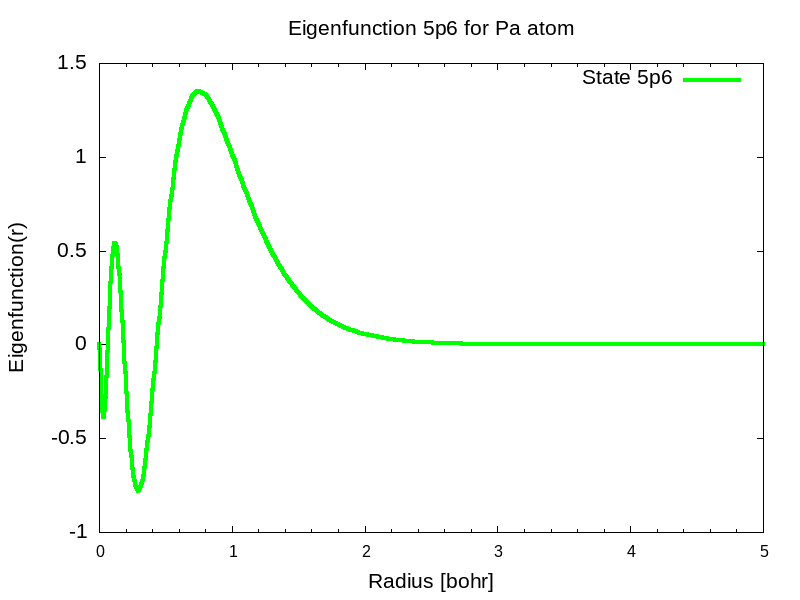 Eigenfunction 5p6 for Pa atom
State 5p6
1.5
1
0.5
0
-0.5
-1
Eigenfunction(r)
0 1 2 3 4 5
Radius [bohr]